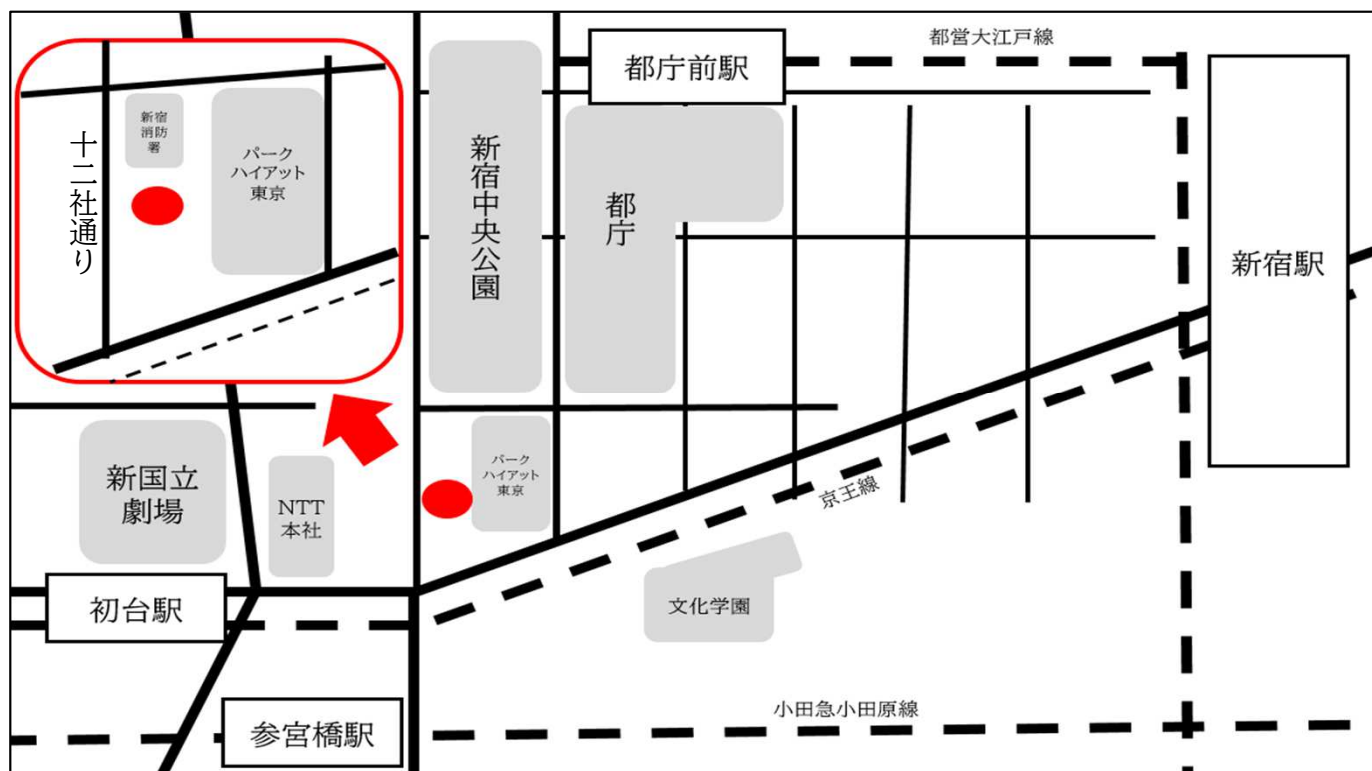 都営大江戸線
都庁前駅
新宿
消防
署
十二社通り
パーク
ハイアット
東京
新宿中央公園
都庁
新宿駅
新国立
劇場
NTT
本社
パーク
ハイアット
東京
京王線
初台駅
文化学園
小田急小田原線
参宮橋駅